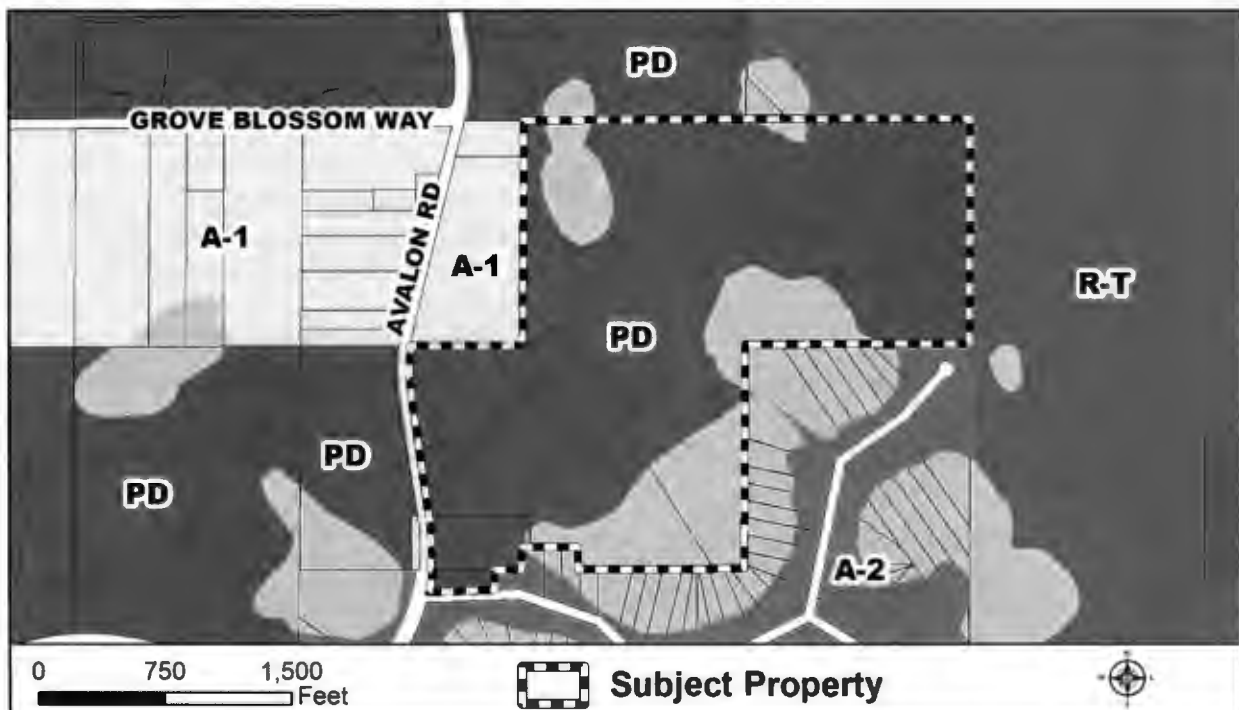 PD
GROVE BLOSSOM WAY
A-1
AVALON RD
A-1
R-T
PD
PD
PD
A-2
0 750 1,500
Feet
Subject Property